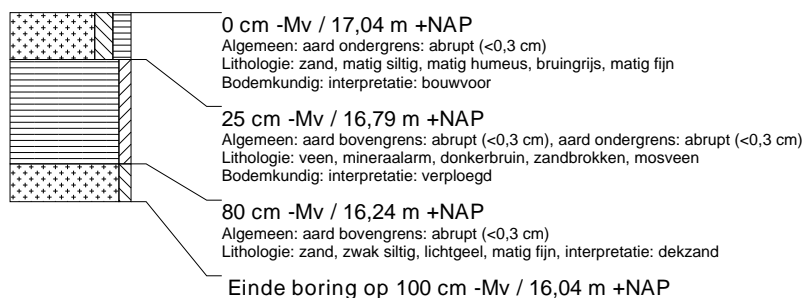 0 cm -Mv / 17,04 m +NAP
Algemeen: aard ondergrens: abrupt (<0,3 cm)
Lithologie: zand, matig siltig, matig humeus, bruingrijs, matig fijn
Bodemkundig: interpretatie: bouwvoor
25 cm -Mv / 16,79 m +NAP
Algemeen: aard bovengrens: abrupt (<0,3 cm), aard ondergrens: abrupt (<0,3 cm)
Lithologie: veen, mineraalarm, donkerbruin, zandbrokken, mosveen
Bodemkundig: interpretatie: verploegd
80 cm -Mv / 16,24 m +NAP
Algemeen: aard bovengrens: abrupt (<0,3 cm)
Lithologie: zand, zwak siltig, lichtgeel, matig fijn, interpretatie: dekzand
Einde boring op 100 cm -Mv / 16,04 m +NAP